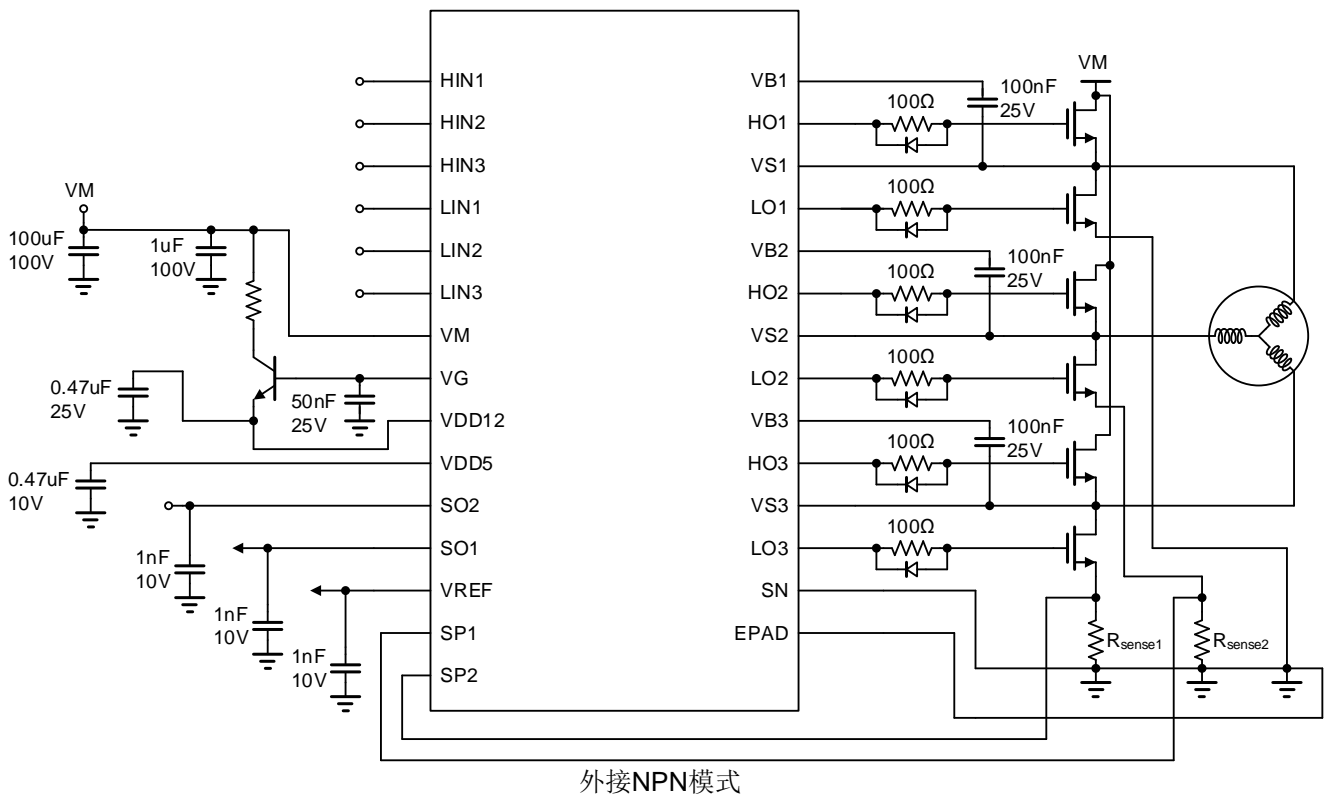 VM
100uF
100V
1uF
100V
0.47uF
25V
50nF
25V
0.47uF
10V
1nF
10V
1nF
10V
1nF
10V
HIN1
HIN2
HIN3
LIN1
LIN2
LIN3
VM
VG
VDD12
VDD5
SO2
SO1
VREF
SP1
SP2
VB1
HO1
VS1
LO1
VB2
HO2
VS2
LO2
VB3
HO3
VS3
LO3
SN
EPAD
100Ω
100Ω
100Ω
100Ω
100Ω
100Ω
100nF
25V
100nF
25V
100nF
25V
VM
Rsense1
Rsense2
外接NPN模式